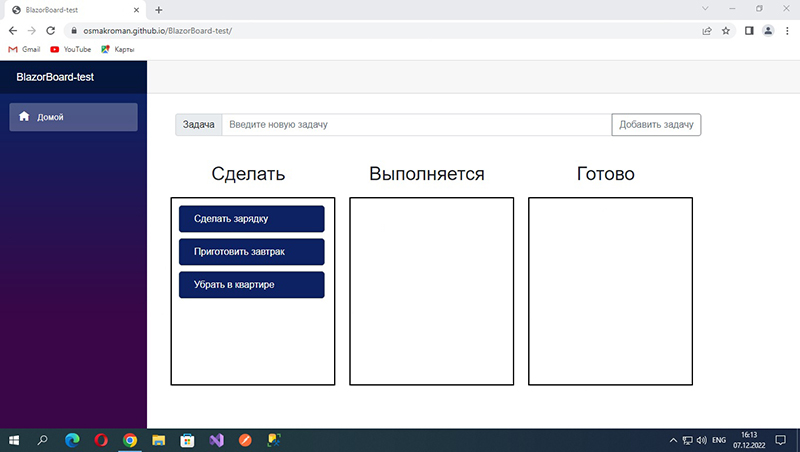 BlazorBoard-test
osmakroman.github.io/BlazorBoard-test/
Gmail
YouTube
Карты
BlazorBoard-test
Домой
Задача
Введите новую задачу
Добавить задачу
Сделать
Выполняется
Готово
Сделать зарядку
Приготовить завтрак
Убрать в квартире
ENG
16:13
07.12.2022